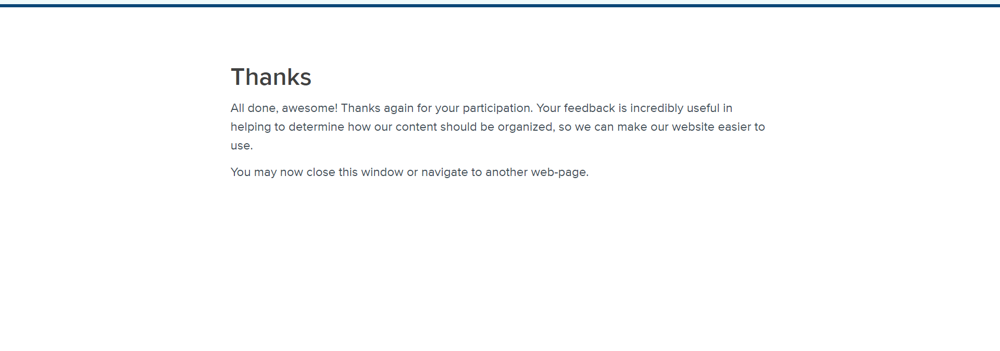 Thanks
All done, awesome! Thanks again for your participation. Your feedback is incredibly useful in
helping to determine how our content should be organized, so we can make our website easier to
use.
You may now close this window or navigate to another web-page.